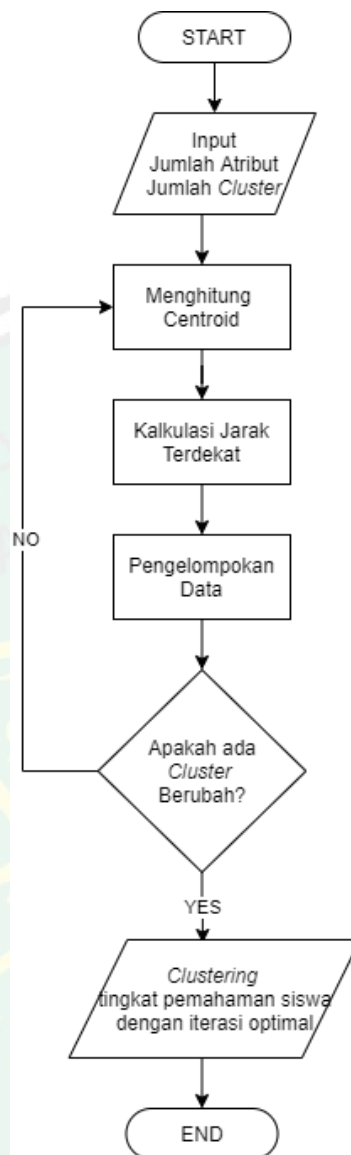 START
Input
Jumlah Atribut
Jumlah Cluster
Menghitung
Centroid
Kalkulasi Jarak
Terdekat
Pengelompokan
Data
NO
Apakah ada
Cluster
Berubah?
YES
Clustering
tingkat pemahaman siswa
dengan iterasi optimal
END